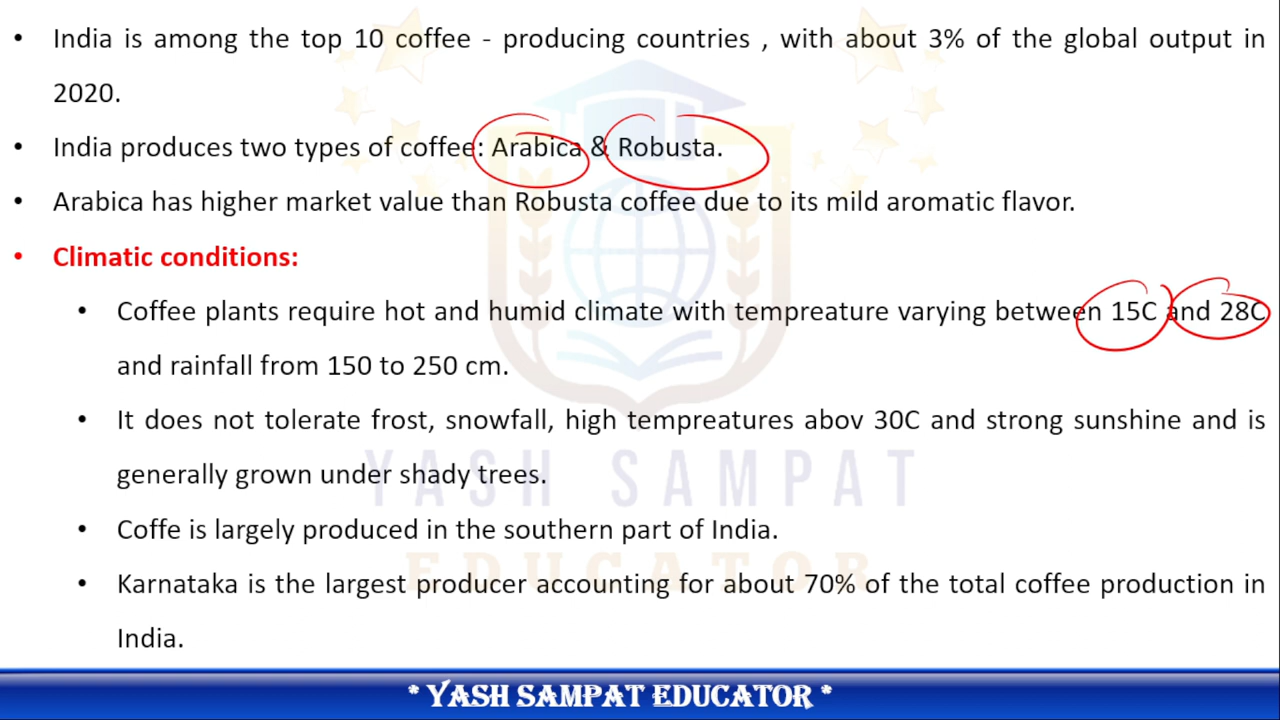 • India is among the top 10 coffee - producing countries , with about 3% of the global output in
2020.
• India produces two types of coffee: Arabica & Robusta.
• Arabica has higher market value than Robusta coffee due to its mild aromatic flavor.
• Climatic conditions:
• Coffee plants require hot and humid climate with tempreature varying between 15C and 28C
and rainfall from 150 to 250 cm.
• It does not tolerate frost, snowfall, high tempreatures abov 30C and strong sunshine and is
generally grown under shady trees.
YASH SAMPAT
• Coffe is largely produced in the southern part of India.
EDUCATOR
• Karnataka is the largest producer accounting for about 70% of the total coffee production in
India.
* YASH SAMPAT EDUCATOR *